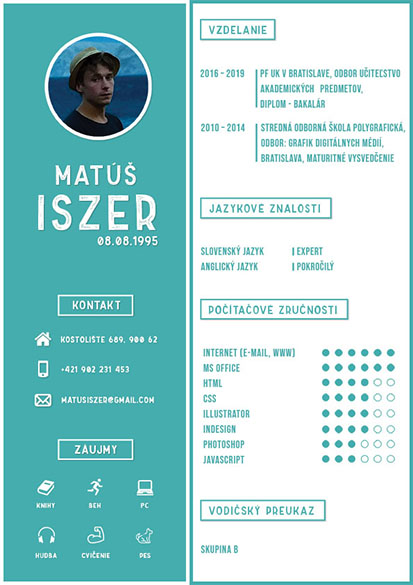 MATÚŠ
ISZER
08.08.1995
KONTAKT
KOSTOLIŠTE 689, 900 62
+421 902 231 453
MATUSISZER@GMAIL.COM
ZÁUJMY
KNIHY BEH PC
HUDBA CVIČENIE PES
VZDELANIE
2016 – 2019 PF UK V BRATISLAVE, ODBOR UČITEĽSTVO
AKADEMICKÝCH PREDMETOV,
DIPLOM - BAKALÁR
2010 – 2014 STREDNÁ ODBORNÁ ŠKOLA POLYGRAFICKÁ,
ODBOR: GRAFIK DIGITÁLNYCH MÉDIÍ,
BRATISLAVA, MATURITNÉ VYSVEDČENIE
JAZYKOVÉ ZNALOSTI
SLOVENSKÝ JAZYK | EXPERT
ANGLICKÝ JAZYK | POKROČILÝ
POČÍTAČOVÉ ZRUČNOSTI
INTERNET (E-MAIL, WWW)
MS OFFICE
HTML
CSS
ILLUSTRATOR
INDESIGN
PHOTOSHOP
JAVASCRIPT
VODIČSKÝ PREUKAZ
SKUPINA B